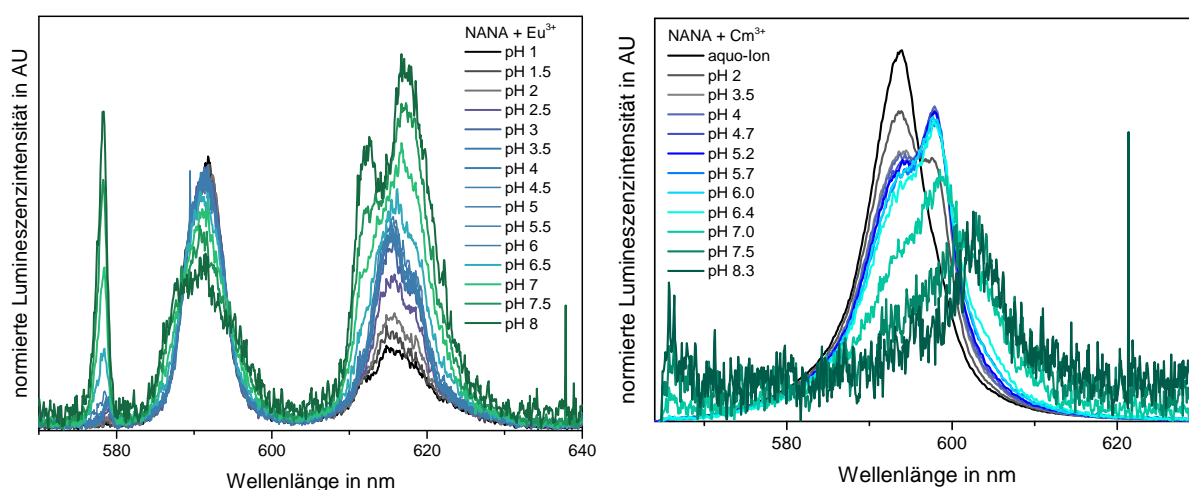 normierte Lumineszenzintensität in AU
NANA + Eu³⁺
pH 1
pH 1.5
pH 2
pH 2.5
pH 3
pH 3.5
pH 4
pH 4.5
pH 5
pH 5.5
pH 6
pH 6.5
pH 7
pH 7.5
pH 8
580 600 620 640
Wellenlänge in nm
normierte Lumineszenzintensität in AU
NANA + Cm³⁺
aquo-Ion
pH 2
pH 3.5
pH 4
pH 4.7
pH 5.2
pH 5.7
pH 6.0
pH 6.4
pH 7.0
pH 7.5
pH 8.3
580 600 620
Wellenlänge in nm